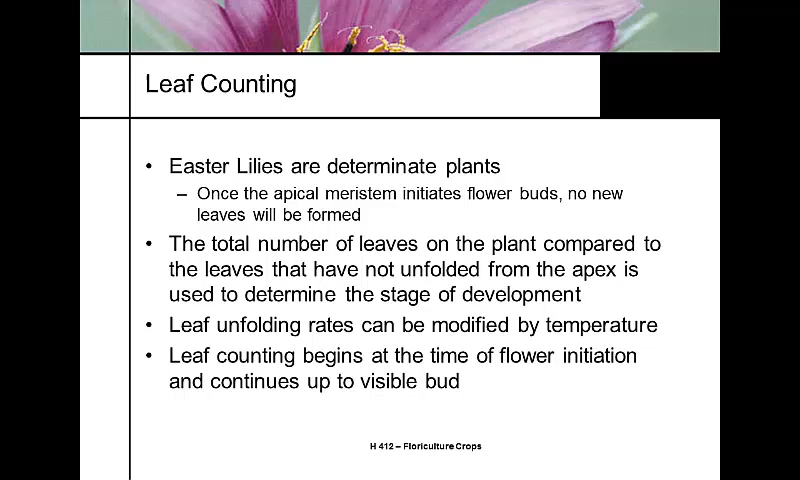 Leaf Counting
• Easter Lilies are determinate plants
– Once the apical meristem initiates flower buds, no new
leaves will be formed
• The total number of leaves on the plant compared to
the leaves that have not unfolded from the apex is
used to determine the stage of development
• Leaf unfolding rates can be modified by temperature
• Leaf counting begins at the time of flower initiation
and continues up to visible bud
H 412 – Floriculture Crops